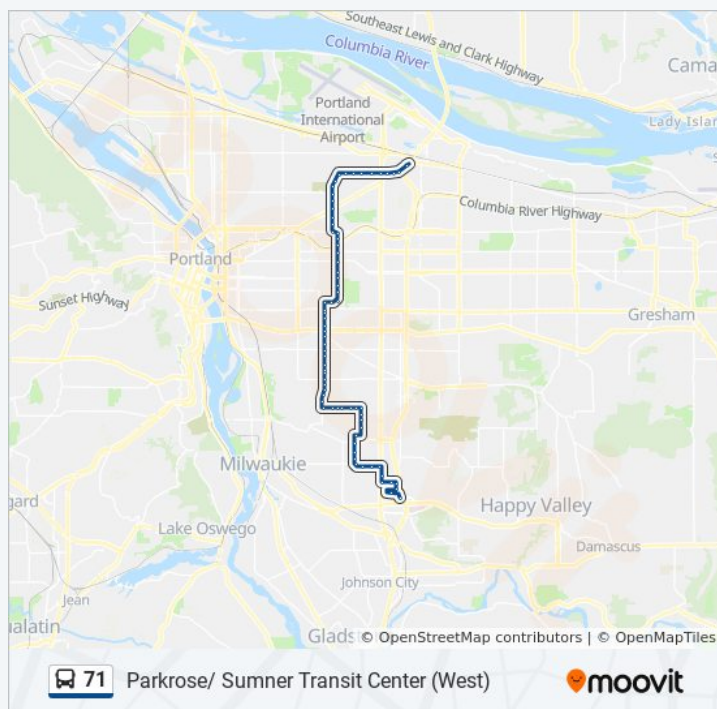 Southeast Lewis and Clark Highway
Columbia River
Cama
Portland
International
Airport
Lady Islan
Columbia River Highway
Portland
Sunset Highway
Gresham
Milwaukie
gard
Happy Valley
Lake Oswego
Damascus
Johnson City
Jean
ualatin
Glads
© OpenStreetMap contributors | © OpenMapTiles
71 Parkrose/ Sumner Transit Center (West) moovit